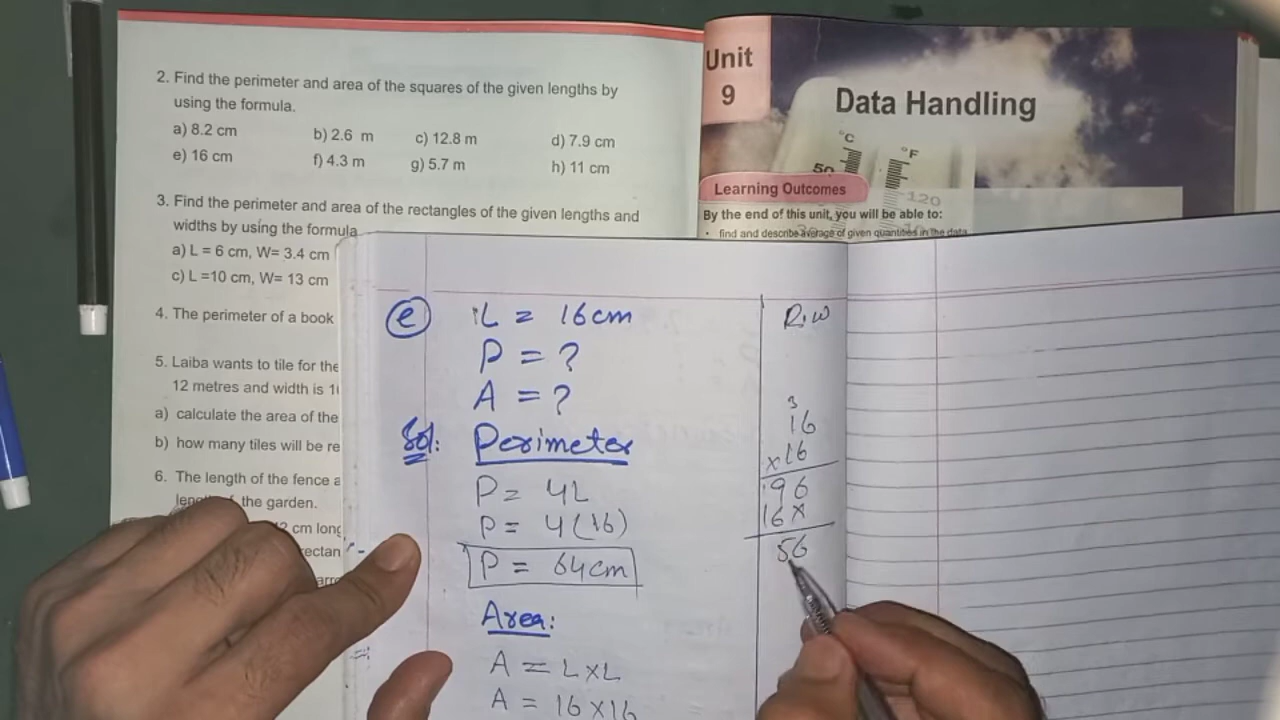 2. Find the perimeter and area of the squares of the given lengths by
using the formula.
a) 8.2 cm b) 2.6 m c) 12.8 m d) 7.9 cm
e) 16 cm f) 4.3 m g) 5.7 m h) 11 cm
3. Find the perimeter and area of the rectangles of the given lengths and
widths by using the formula
a) L = 6 cm, W= 3.4 cm
c) L =10 cm, W= 13 cm
4. The perimeter of a book
5. Laiba wants to tile for the
12 metres and width is
a) calculate the area of the
b) how many tiles will be re
6. The length of the fence a
the garden.
cm long
Unit
9
Data Handling
°C
°F
50
120
Learning Outcomes
By the end of this unit, you will be able to:
• find and describe average of given quantities in the data
e L = 16cm
P = ?
A = ?
Sol: Perimeter
P = 4L
P = 4(16)
P = 64cm
Area:
A = L×L
A = 16×16
R.W
3
16
×16
96
16×
56